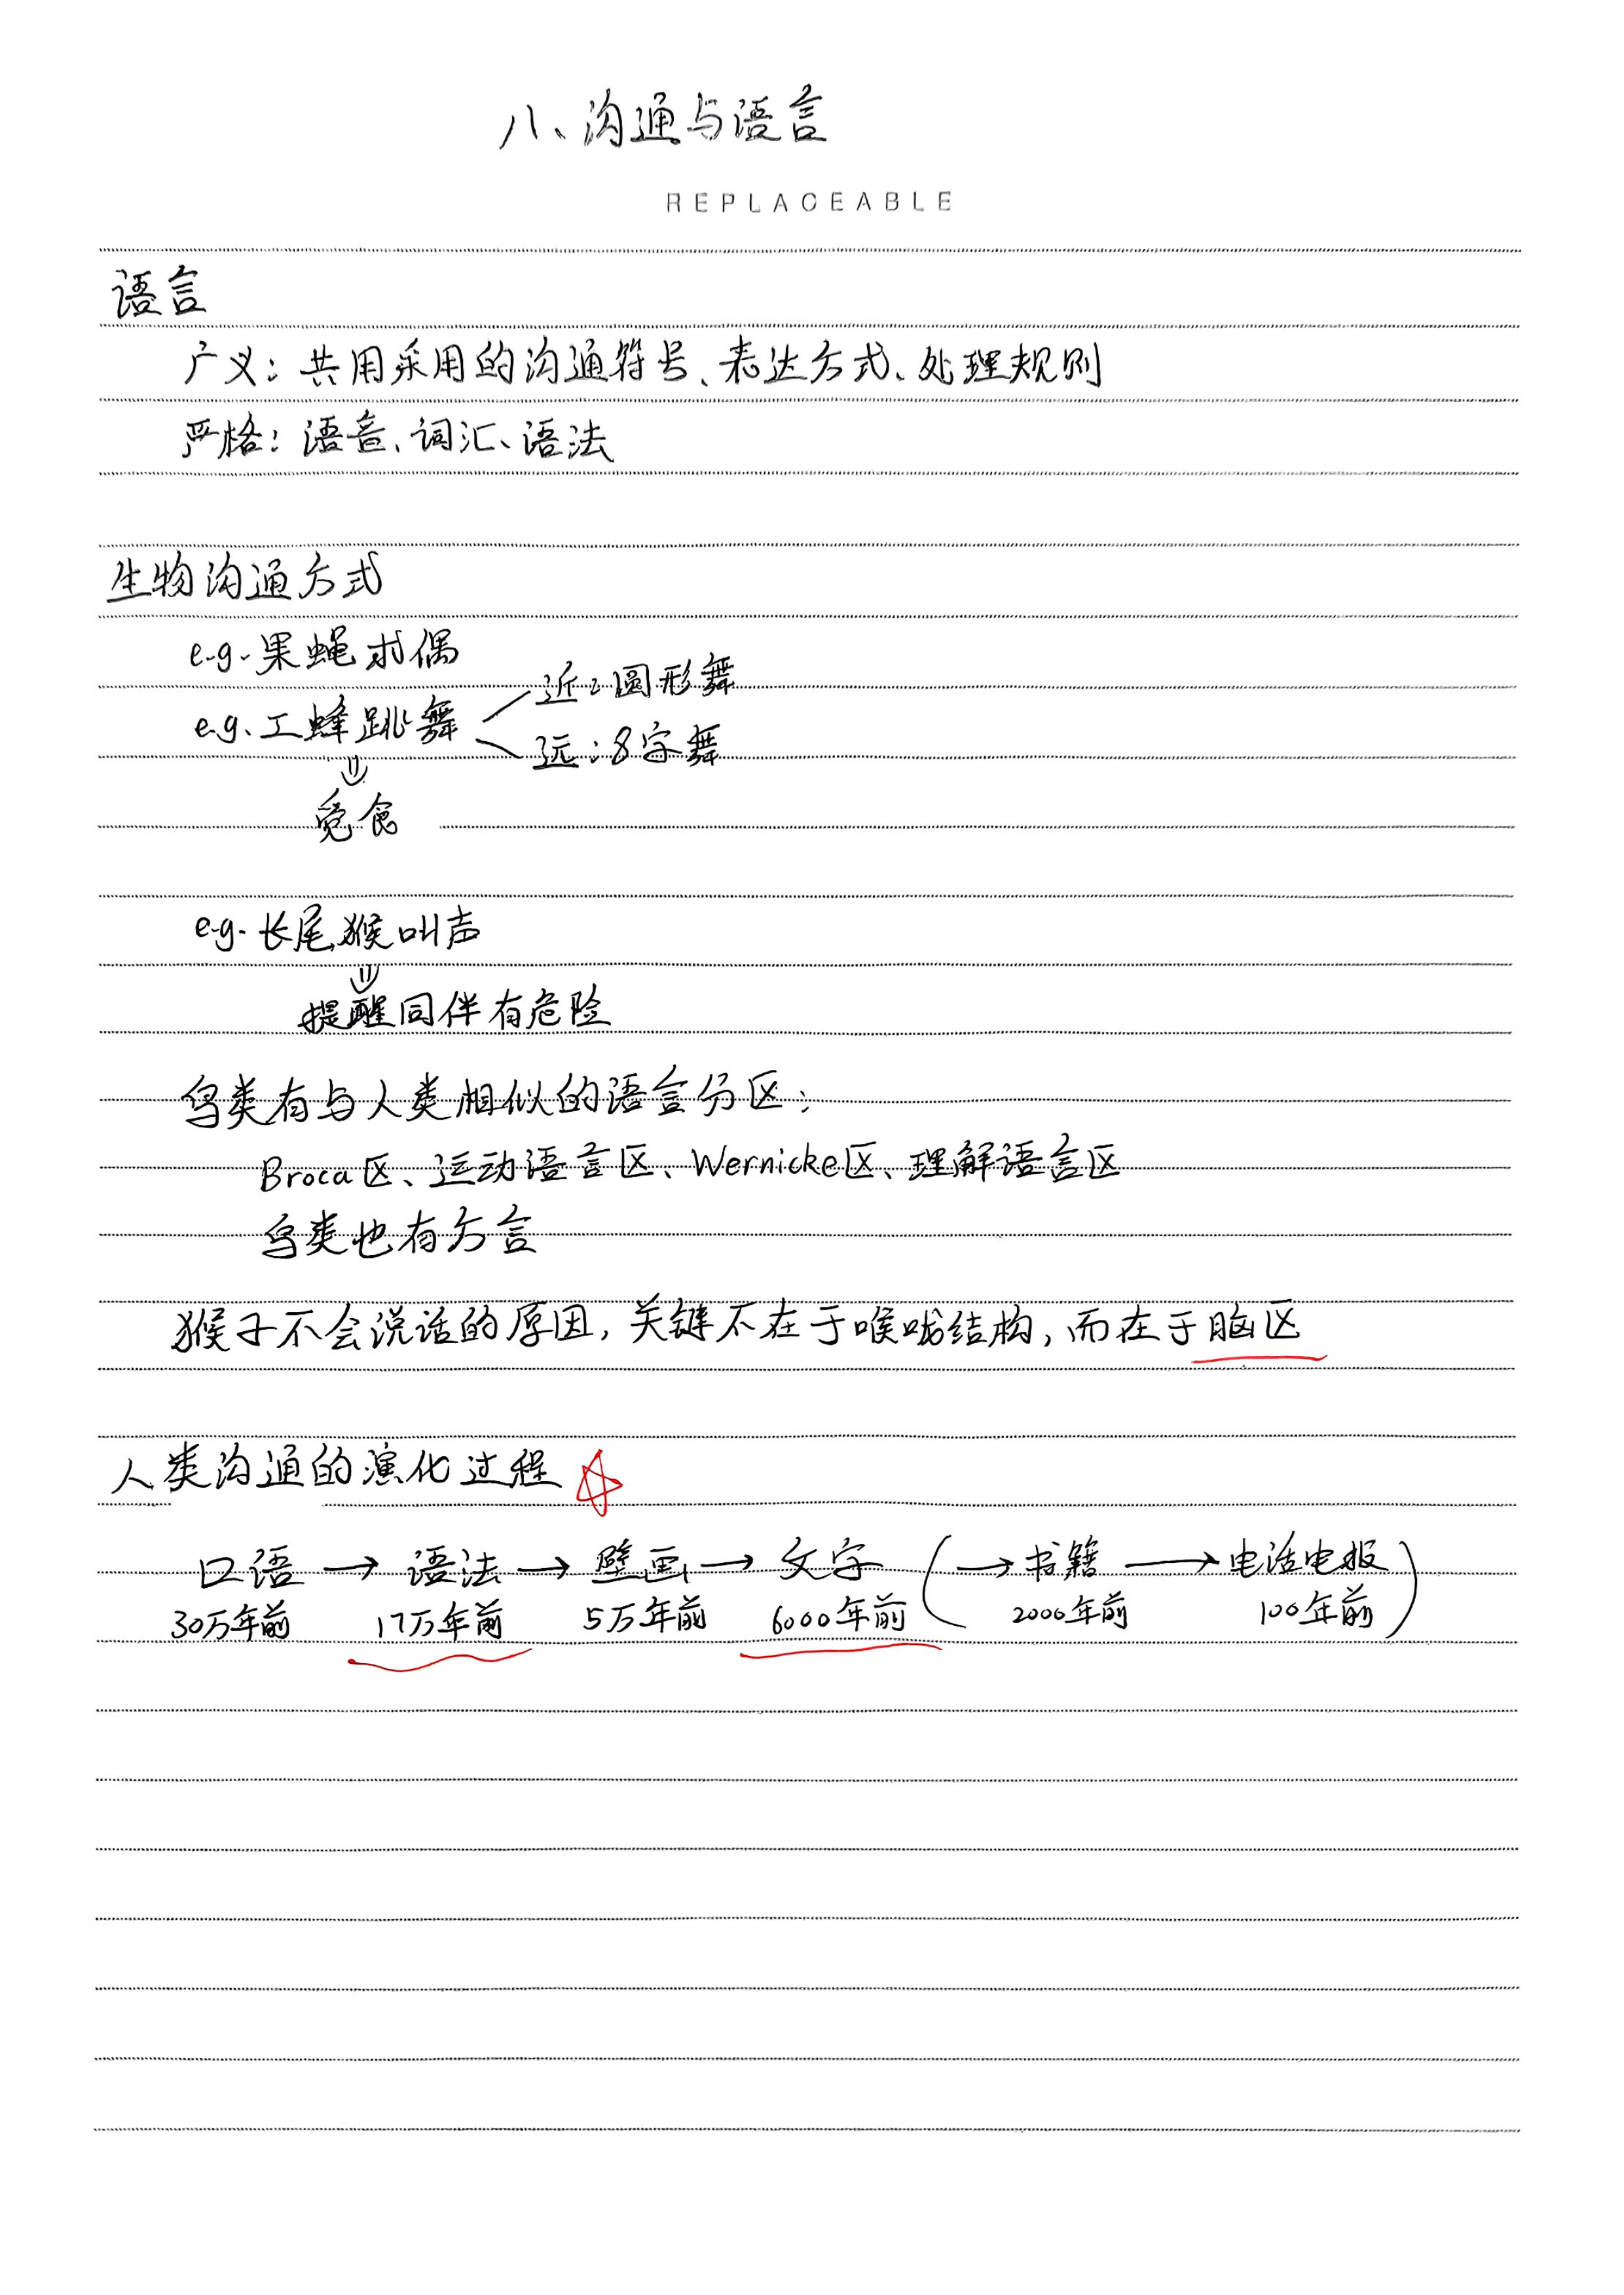 八、沟通与语言
REPLACEABLE
语言
广义：共用采用的沟通符号、表达方式、处理规则
严格：语音、词汇、语法
生物沟通方式
e.g.果蝇求偶
近：圆形舞
e.g.工蜂跳舞
远：8字舞
⇓
觅食
e.g.长尾猴叫声
⇓
提醒同伴有危险
鸟类有与人类相似的语言分区：
Broca区、运动语言区、Wernicke区、理解语言区
鸟类也有方言
猴子不会说话的原因，关键不在于喉咙结构，而在于脑区
人类沟通的演化过程☆
口语→语法→壁画→文字（→书籍→电话电报）
30万年前 17万年前 5万年前 6000年前 2000年前 100年前